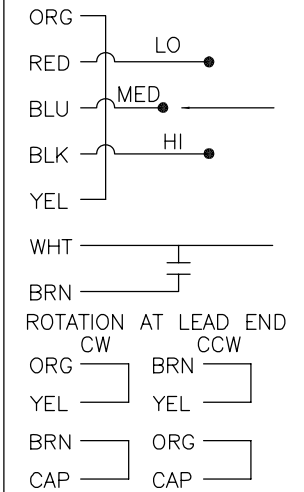 ORG
LO
RED
MED
BLU
HI
BLK
YEL
WHT
BRN
ROTATION AT LEAD END
CW CCW
ORG BRN
YEL YEL
BRN ORG
CAP CAP